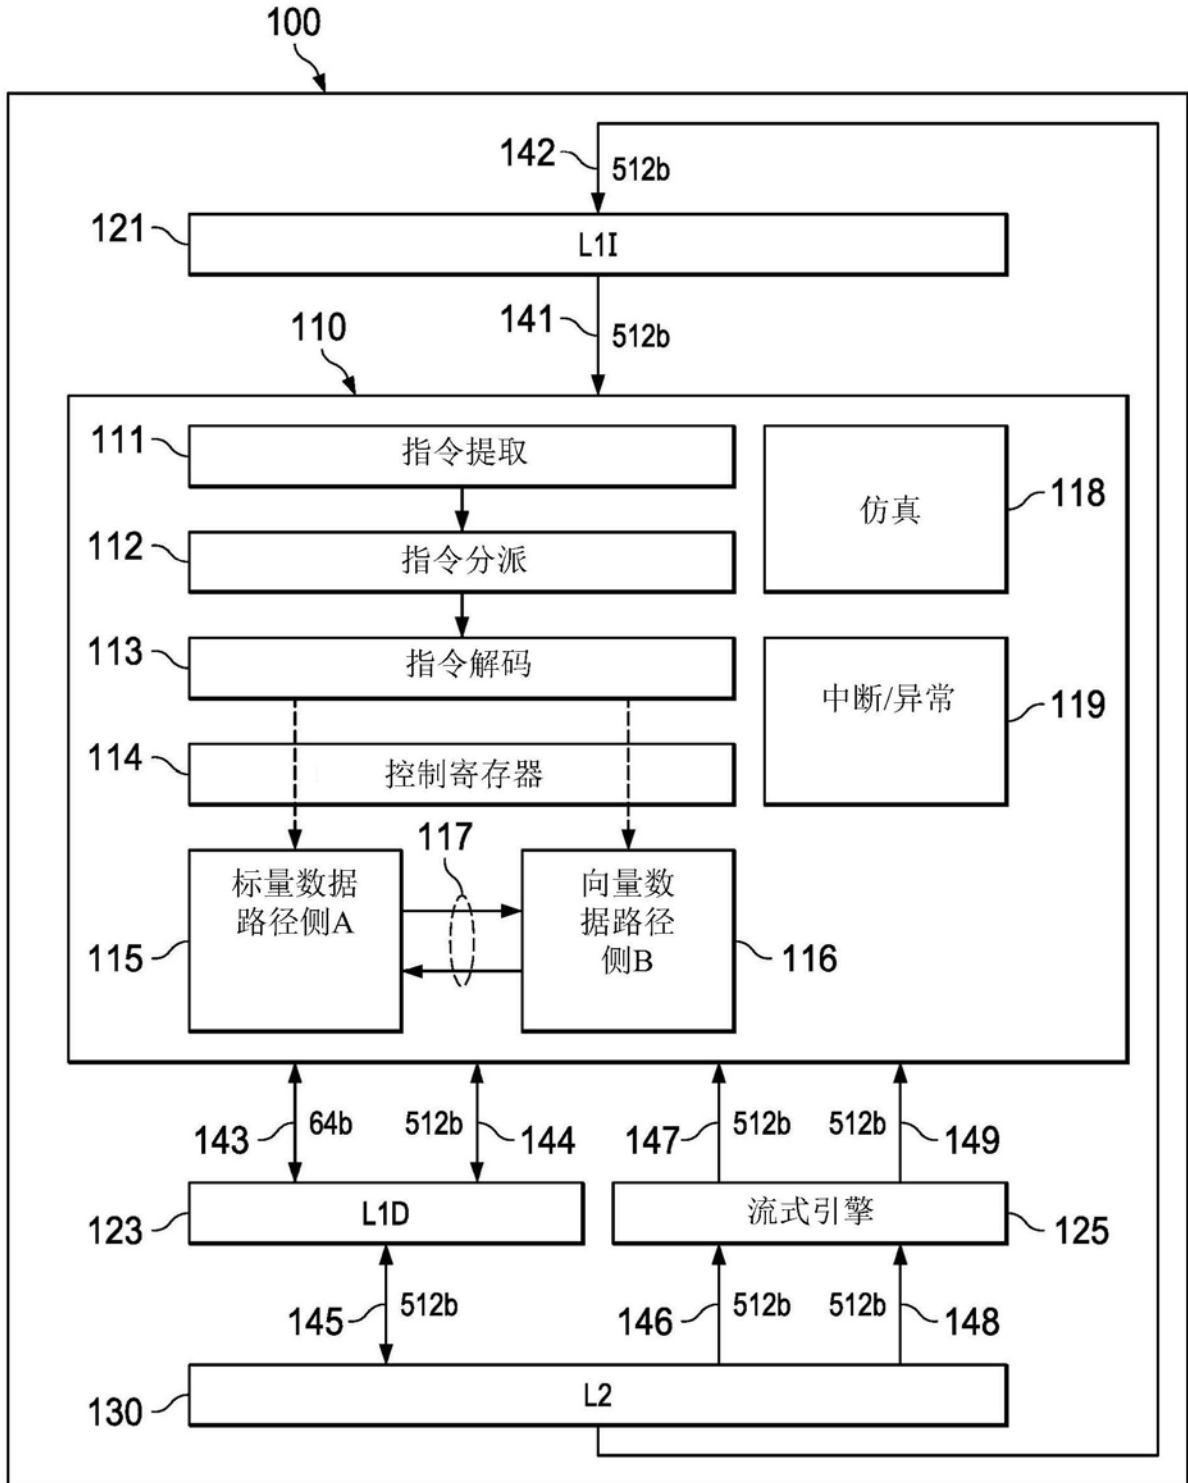 100
142
512b
121
L1I
141
512b
110
111
指令提取
仿真
118
112
指令分派
113
指令解码
中断/异常
119
114
控制寄存器
117
标量数据
路径侧A
向量数
据路径
侧B
115
116
143
64b
512b
144
147
512b
512b
149
123
L1D
流式引擎
125
145
512b
146
512b
512b
148
130
L2